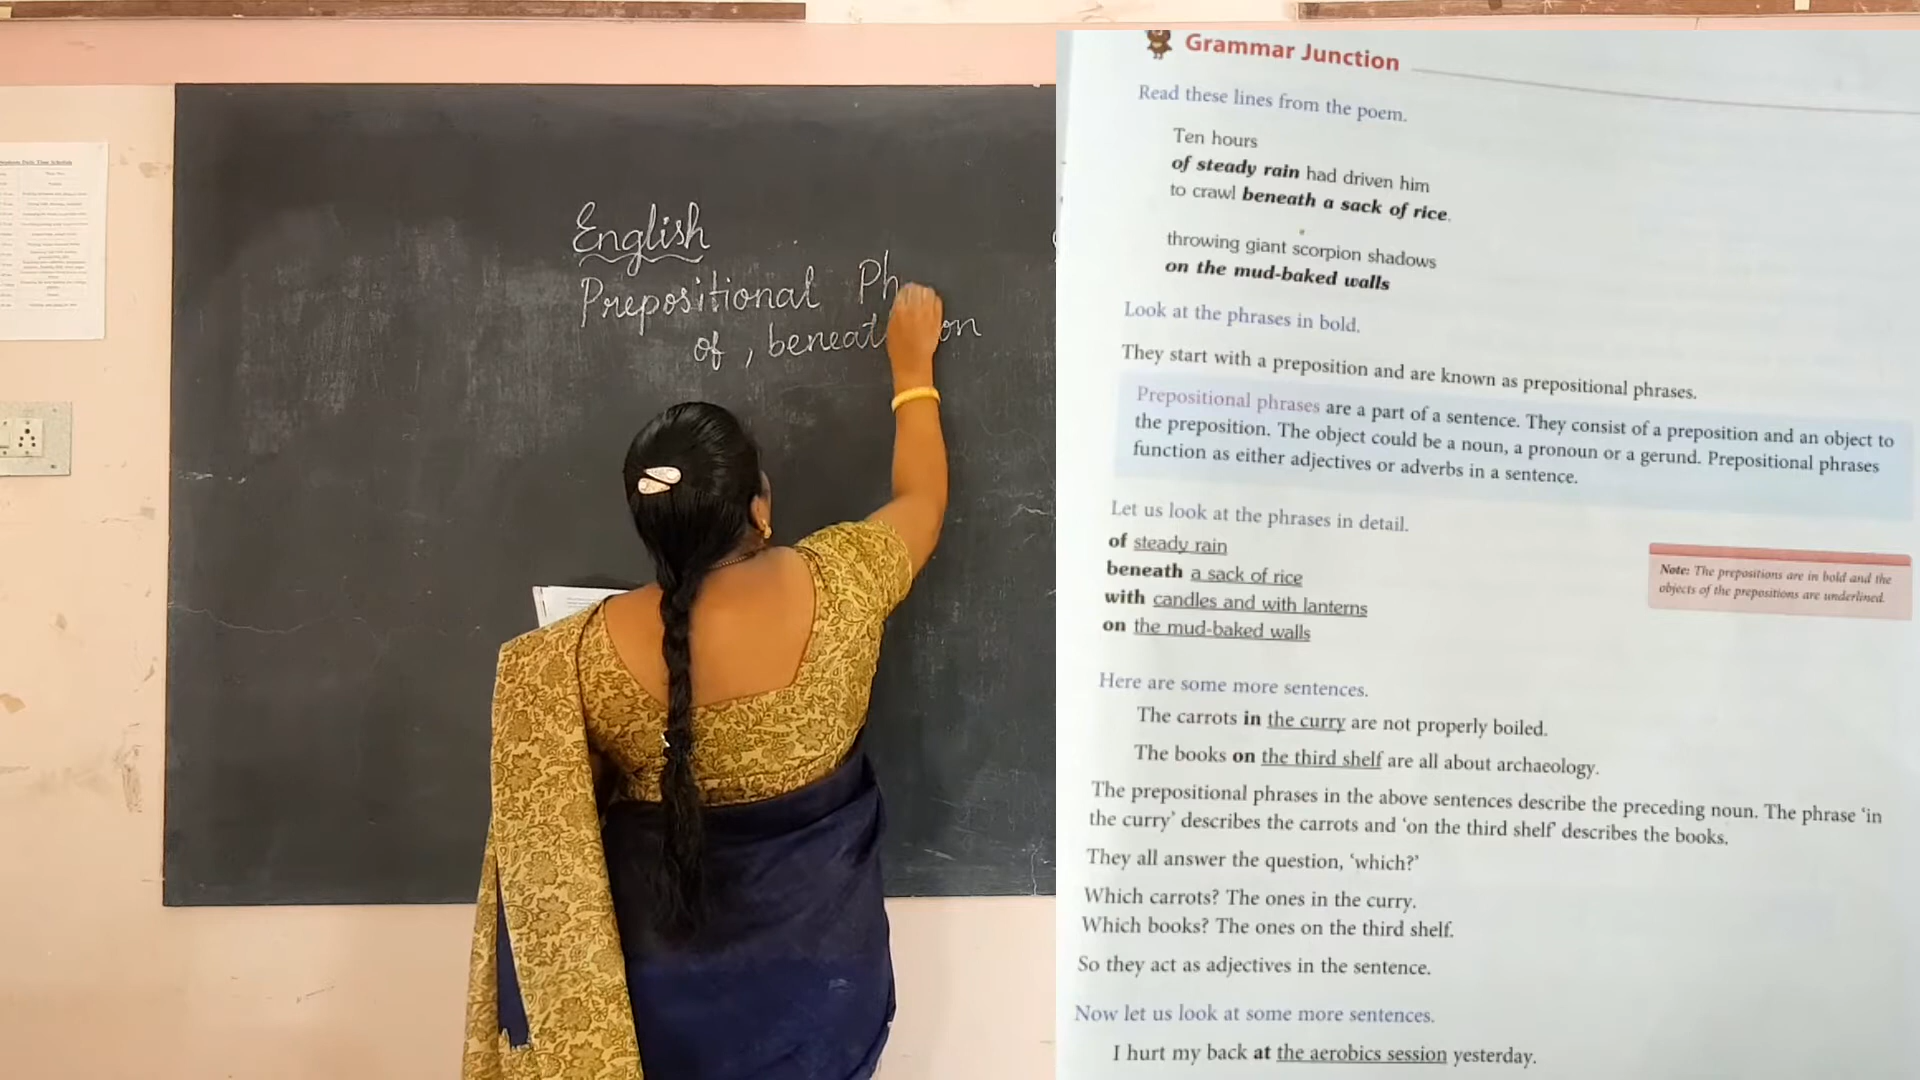 English
Prepositional Ph
of, beneat on
Grammar Junction
Read these lines from the poem.
Ten hours
of steady rain had driven him
to crawl beneath a sack of rice.
throwing giant scorpion shadows
on the mud-baked walls
Look at the phrases in bold.
They start with a preposition and are known as prepositional phrases.
Prepositional phrases are a part of a sentence. They consist of a preposition and an object to
the preposition. The object could be a noun, a pronoun or a gerund. Prepositional phrases
function as either adjectives or adverbs in a sentence.
Let us look at the phrases in detail.
of steady rain
beneath a sack of rice
with candles and with lanterns
on the mud-baked walls
Note: The prepositions are in bold and the
objects of the prepositions are underlined.
Here are some more sentences.
The carrots in the curry are not properly boiled.
The books on the third shelf are all about archaeology.
The prepositional phrases in the above sentences describe the preceding noun. The phrase ‘in
the curry’ describes the carrots and ‘on the third shelf’ describes the books.
They all answer the question, ‘which?’
Which carrots? The ones in the curry.
Which books? The ones on the third shelf.
So they act as adjectives in the sentence.
Now let us look at some more sentences.
I hurt my back at the aerobics session yesterday.